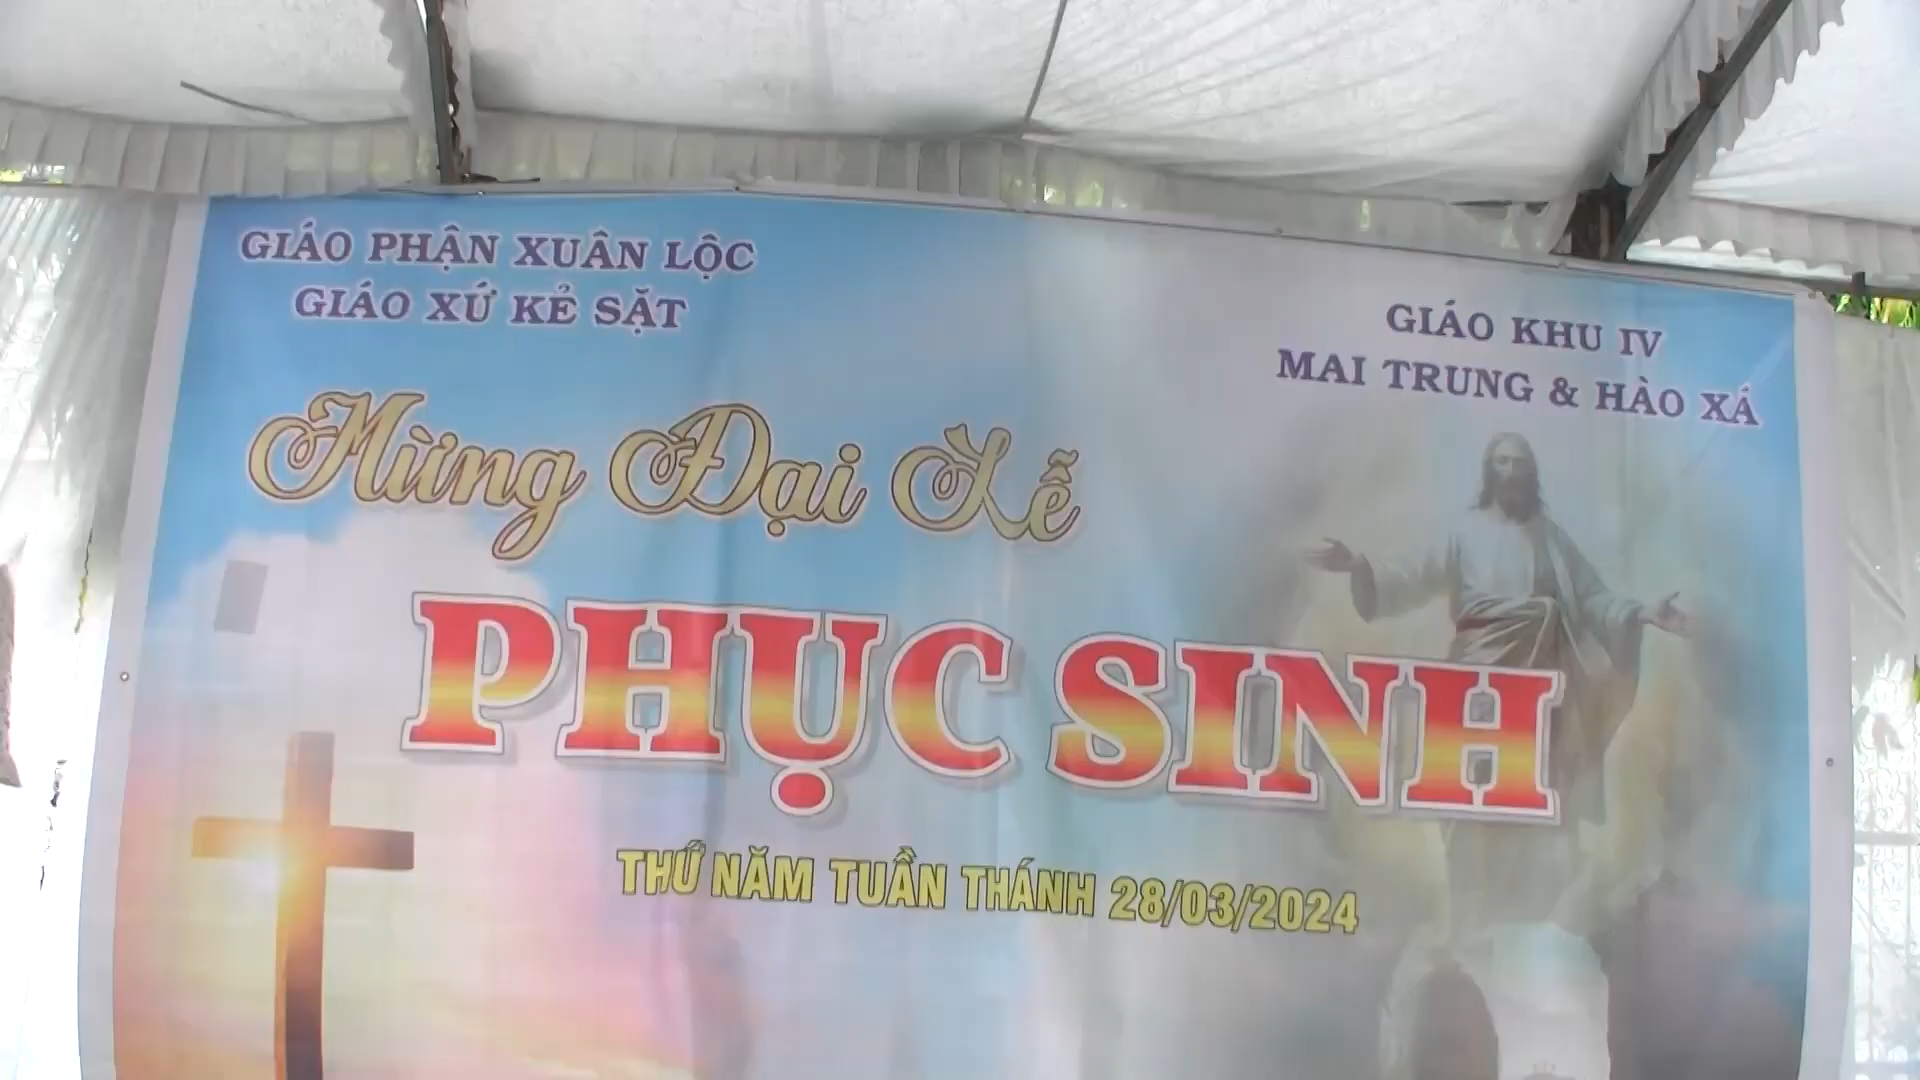 GIÁO PHẬN XUÂN LỘC
GIÁO XỨ KẺ SẶT
GIÁO KHU IV
MAI TRUNG & HÀO XÁ
Mừng Đại Lễ
PHỤC SINH
THỨ NĂM TUẦN THÁNH 28/03/2024